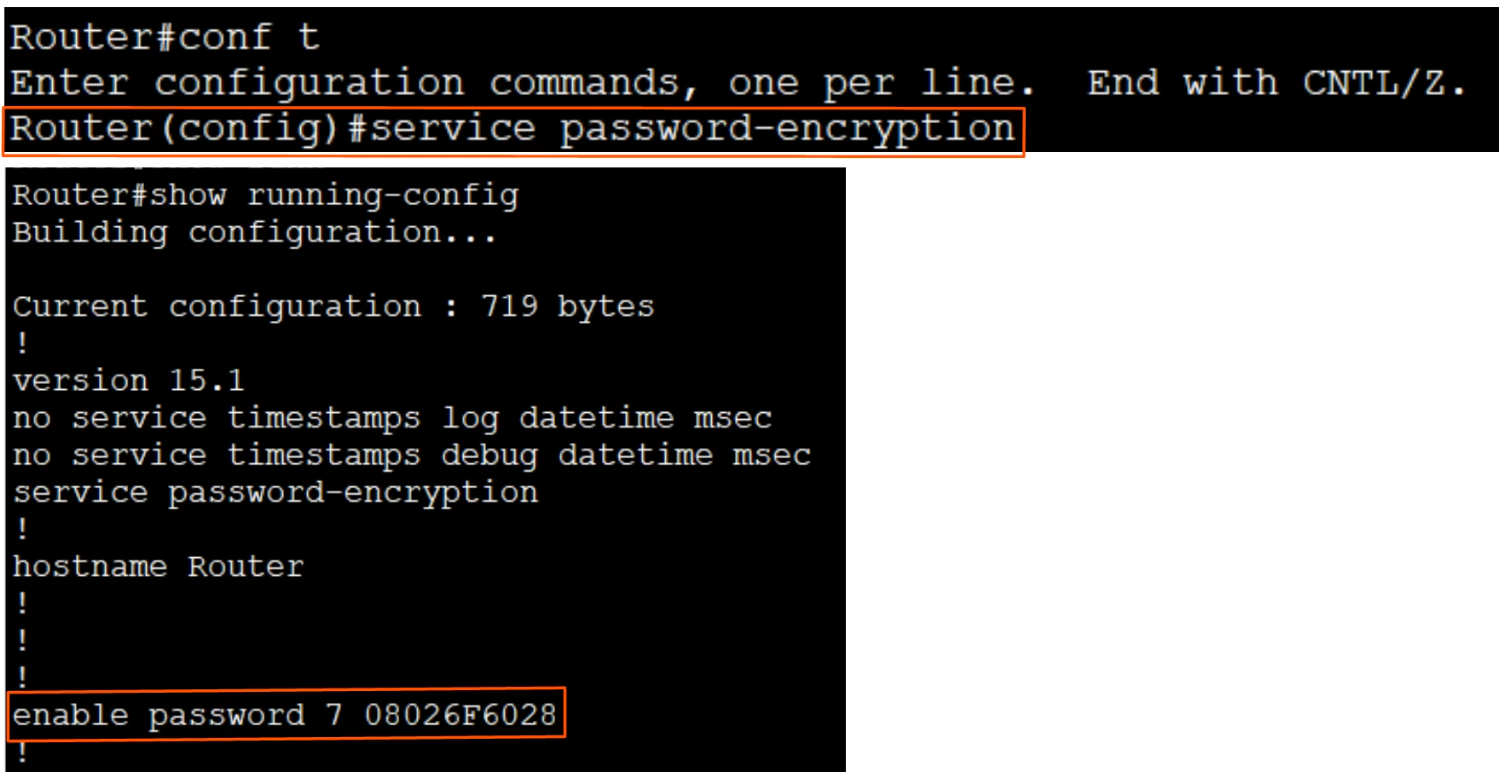 Router#conf t
Enter configuration commands, one per line.  End with CNTL/Z.
Router(config)#service password-encryption
Router#show running-config
Building configuration...
Current configuration : 719 bytes
!
version 15.1
no service timestamps log datetime msec
no service timestamps debug datetime msec
service password-encryption
!
hostname Router
!
!
!
enable password 7 08026F6028
!